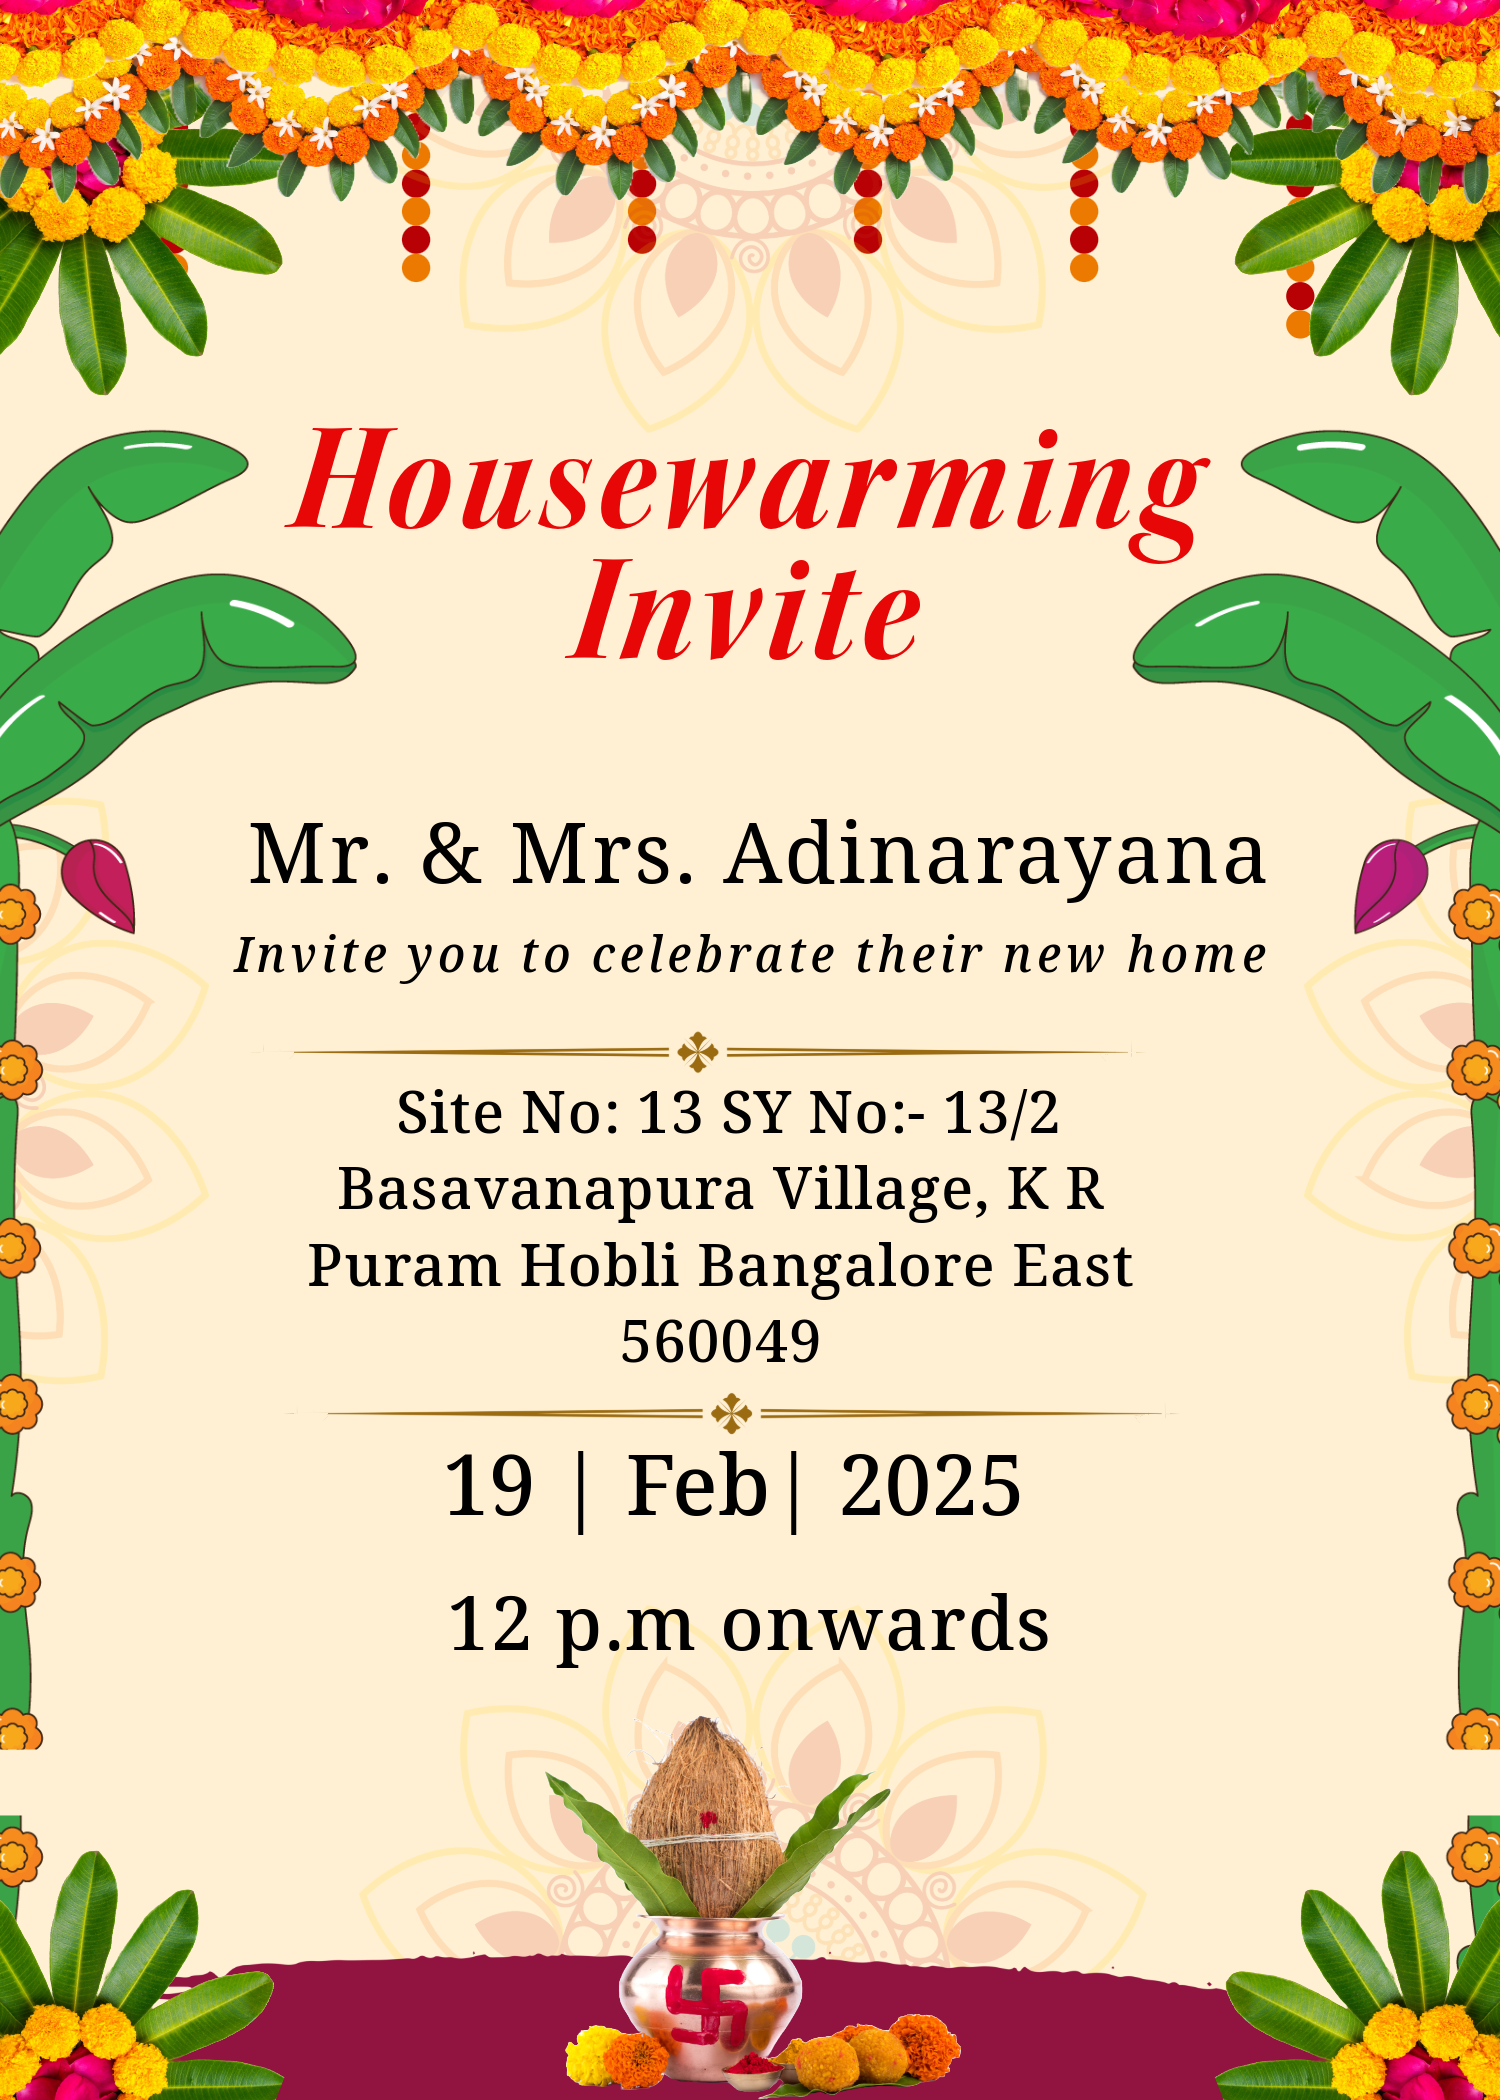 Housewarming
Invite
Mr. & Mrs. Adinarayana
Invite you to celebrate their new home
Site No: 13 SY No:- 13/2
Basavanapura Village, K R
Puram Hobli Bangalore East
560049
19 | Feb| 2025
12 p.m onwards